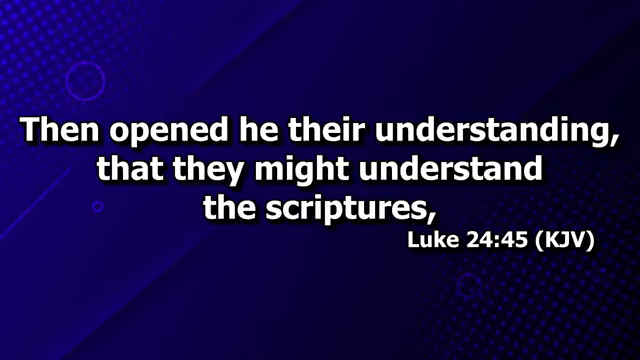 Then opened he their understanding,
that they might understand
the scriptures,
Luke 24:45 (KJV)